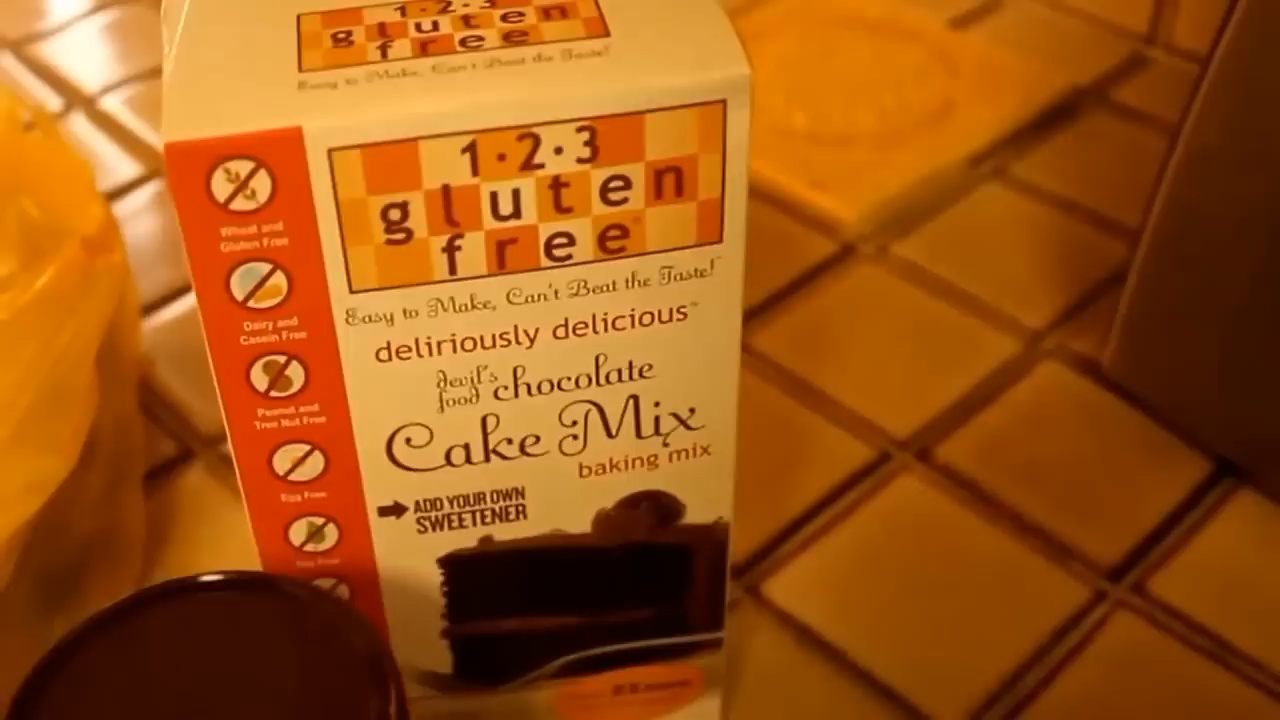 1·2·3
gluten
free
Easy to Make, Can't Beat the Taste!
1·2·3
gluten
free
Easy to Make, Can't Beat the Taste!™
deliriously delicious™
devil's
food chocolate
Cake Mix
baking mix
ADD YOUR OWN
SWEETENER
Wheat and
Gluten Free
Dairy and
Casein Free
Peanut and
Tree Nut Free
Egg Free